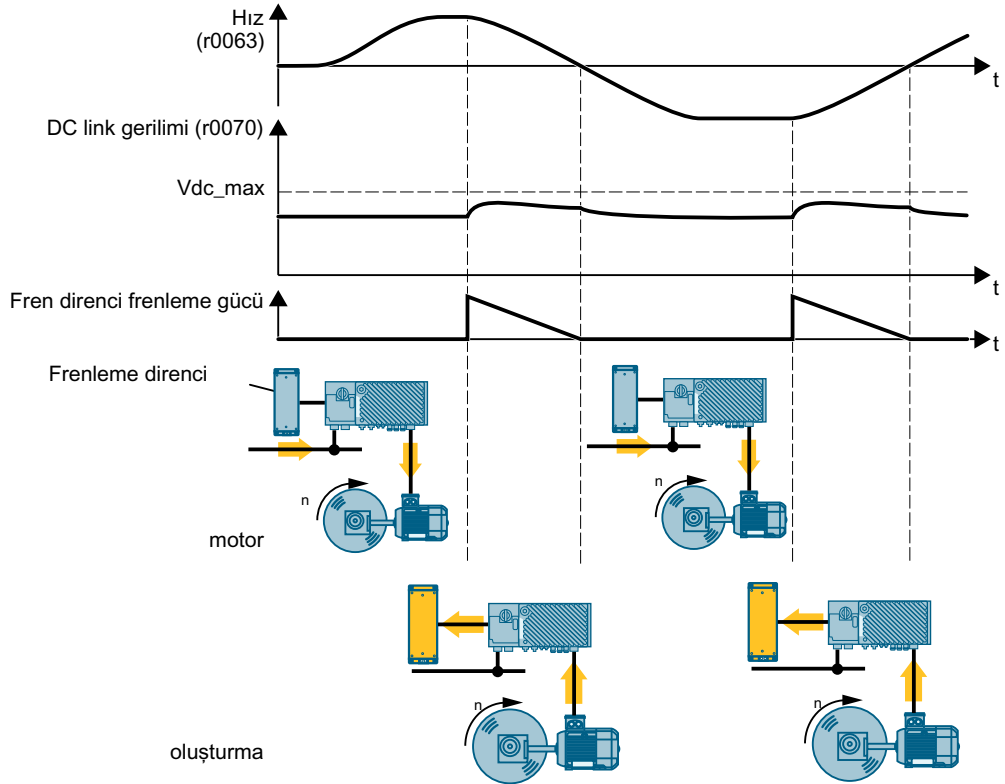 Hız
(r0063)
t
DC link gerilimi (r0070)
Vdc_max
t
Fren direnci frenleme gücü
t
Frenleme direnci
n
n
motor
n
n
oluşturma